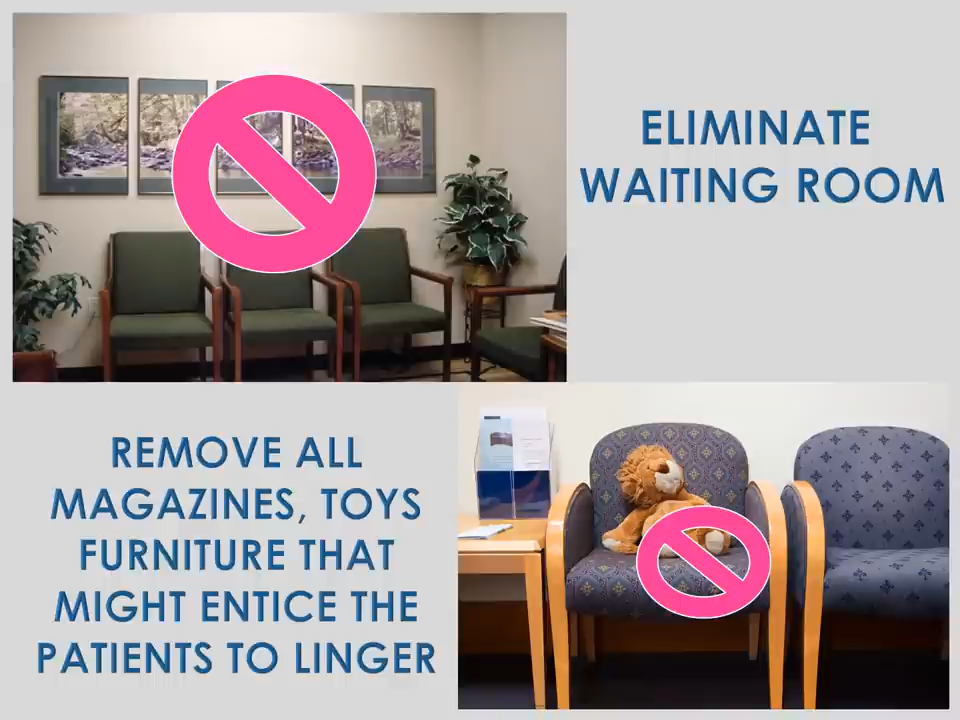 ELIMINATE
WAITING ROOM
REMOVE ALL
MAGAZINES, TOYS
FURNITURE THAT
MIGHT ENTICE THE
PATIENTS TO LINGER